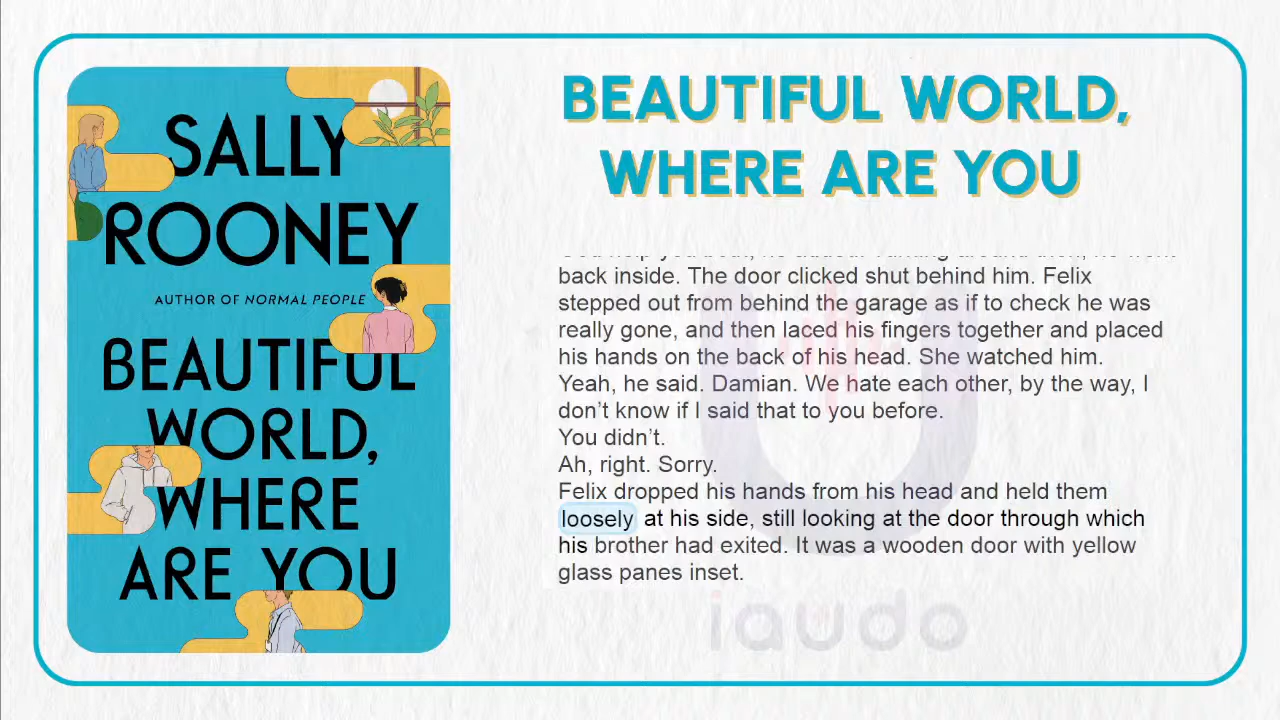 SALLY
ROONEY
AUTHOR OF NORMAL PEOPLE
BEAUTIFUL
WORLD,
WHERE
ARE YOU
BEAUTIFUL WORLD,
WHERE ARE YOU
back inside. The door clicked shut behind him. Felix
stepped out from behind the garage as if to check he was
really gone, and then laced his fingers together and placed
his hands on the back of his head. She watched him.
Yeah, he said. Damian. We hate each other, by the way, I
don’t know if I said that to you before.
You didn’t.
Ah, right. Sorry.
Felix dropped his hands from his head and held them
loosely at his side, still looking at the door through which
his brother had exited. It was a wooden door with yellow
glass panes inset.
iaudo